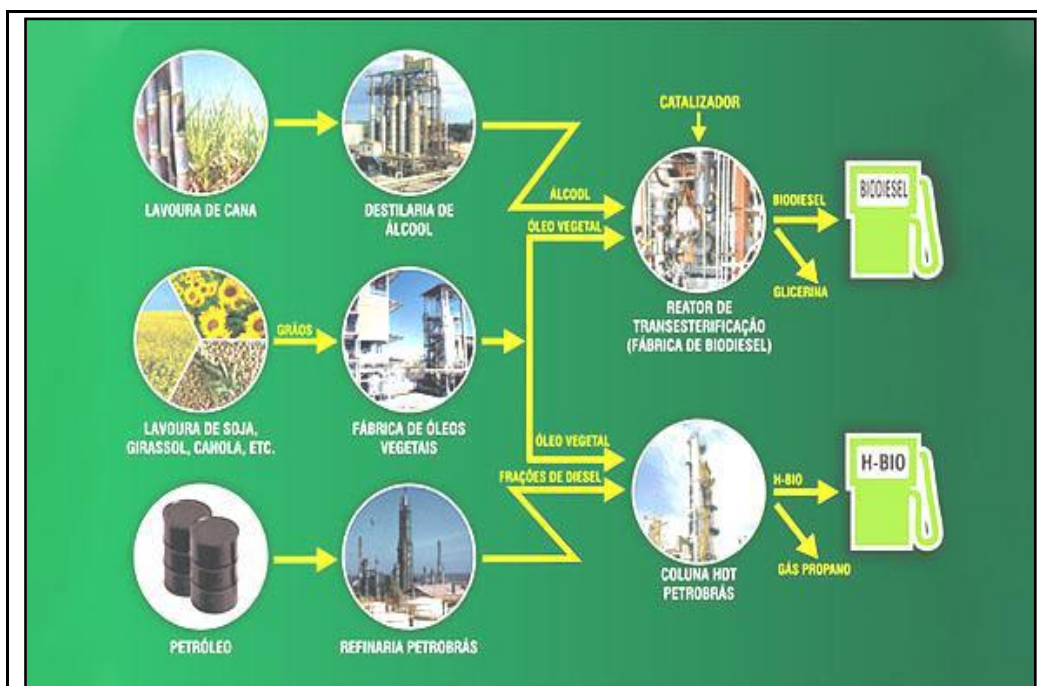 CATALIZADOR
LAVOURA DE CANA
DESTILARIA DE
ÁLCOOL
ÁLCOOL
ÓLEO VEGETAL
BIODIESEL
BIODIESEL
GLICERINA
REATOR DE
TRANSESTERIFICAÇÃO
(FÁBRICA DE BIODIESEL)
GRÃOS
LAVOURA DE SOJA,
GIRASSOL, CANOLA, ETC.
FÁBRICA DE ÓLEOS
VEGETAIS
ÓLEO VEGETAL
FRAÇÕES DE DIESEL
H-BIO
H-BIO
GÁS PROPANO
COLUNA HDT
PETROBRÁS
PETRÓLEO
REFINARIA PETROBRÁS